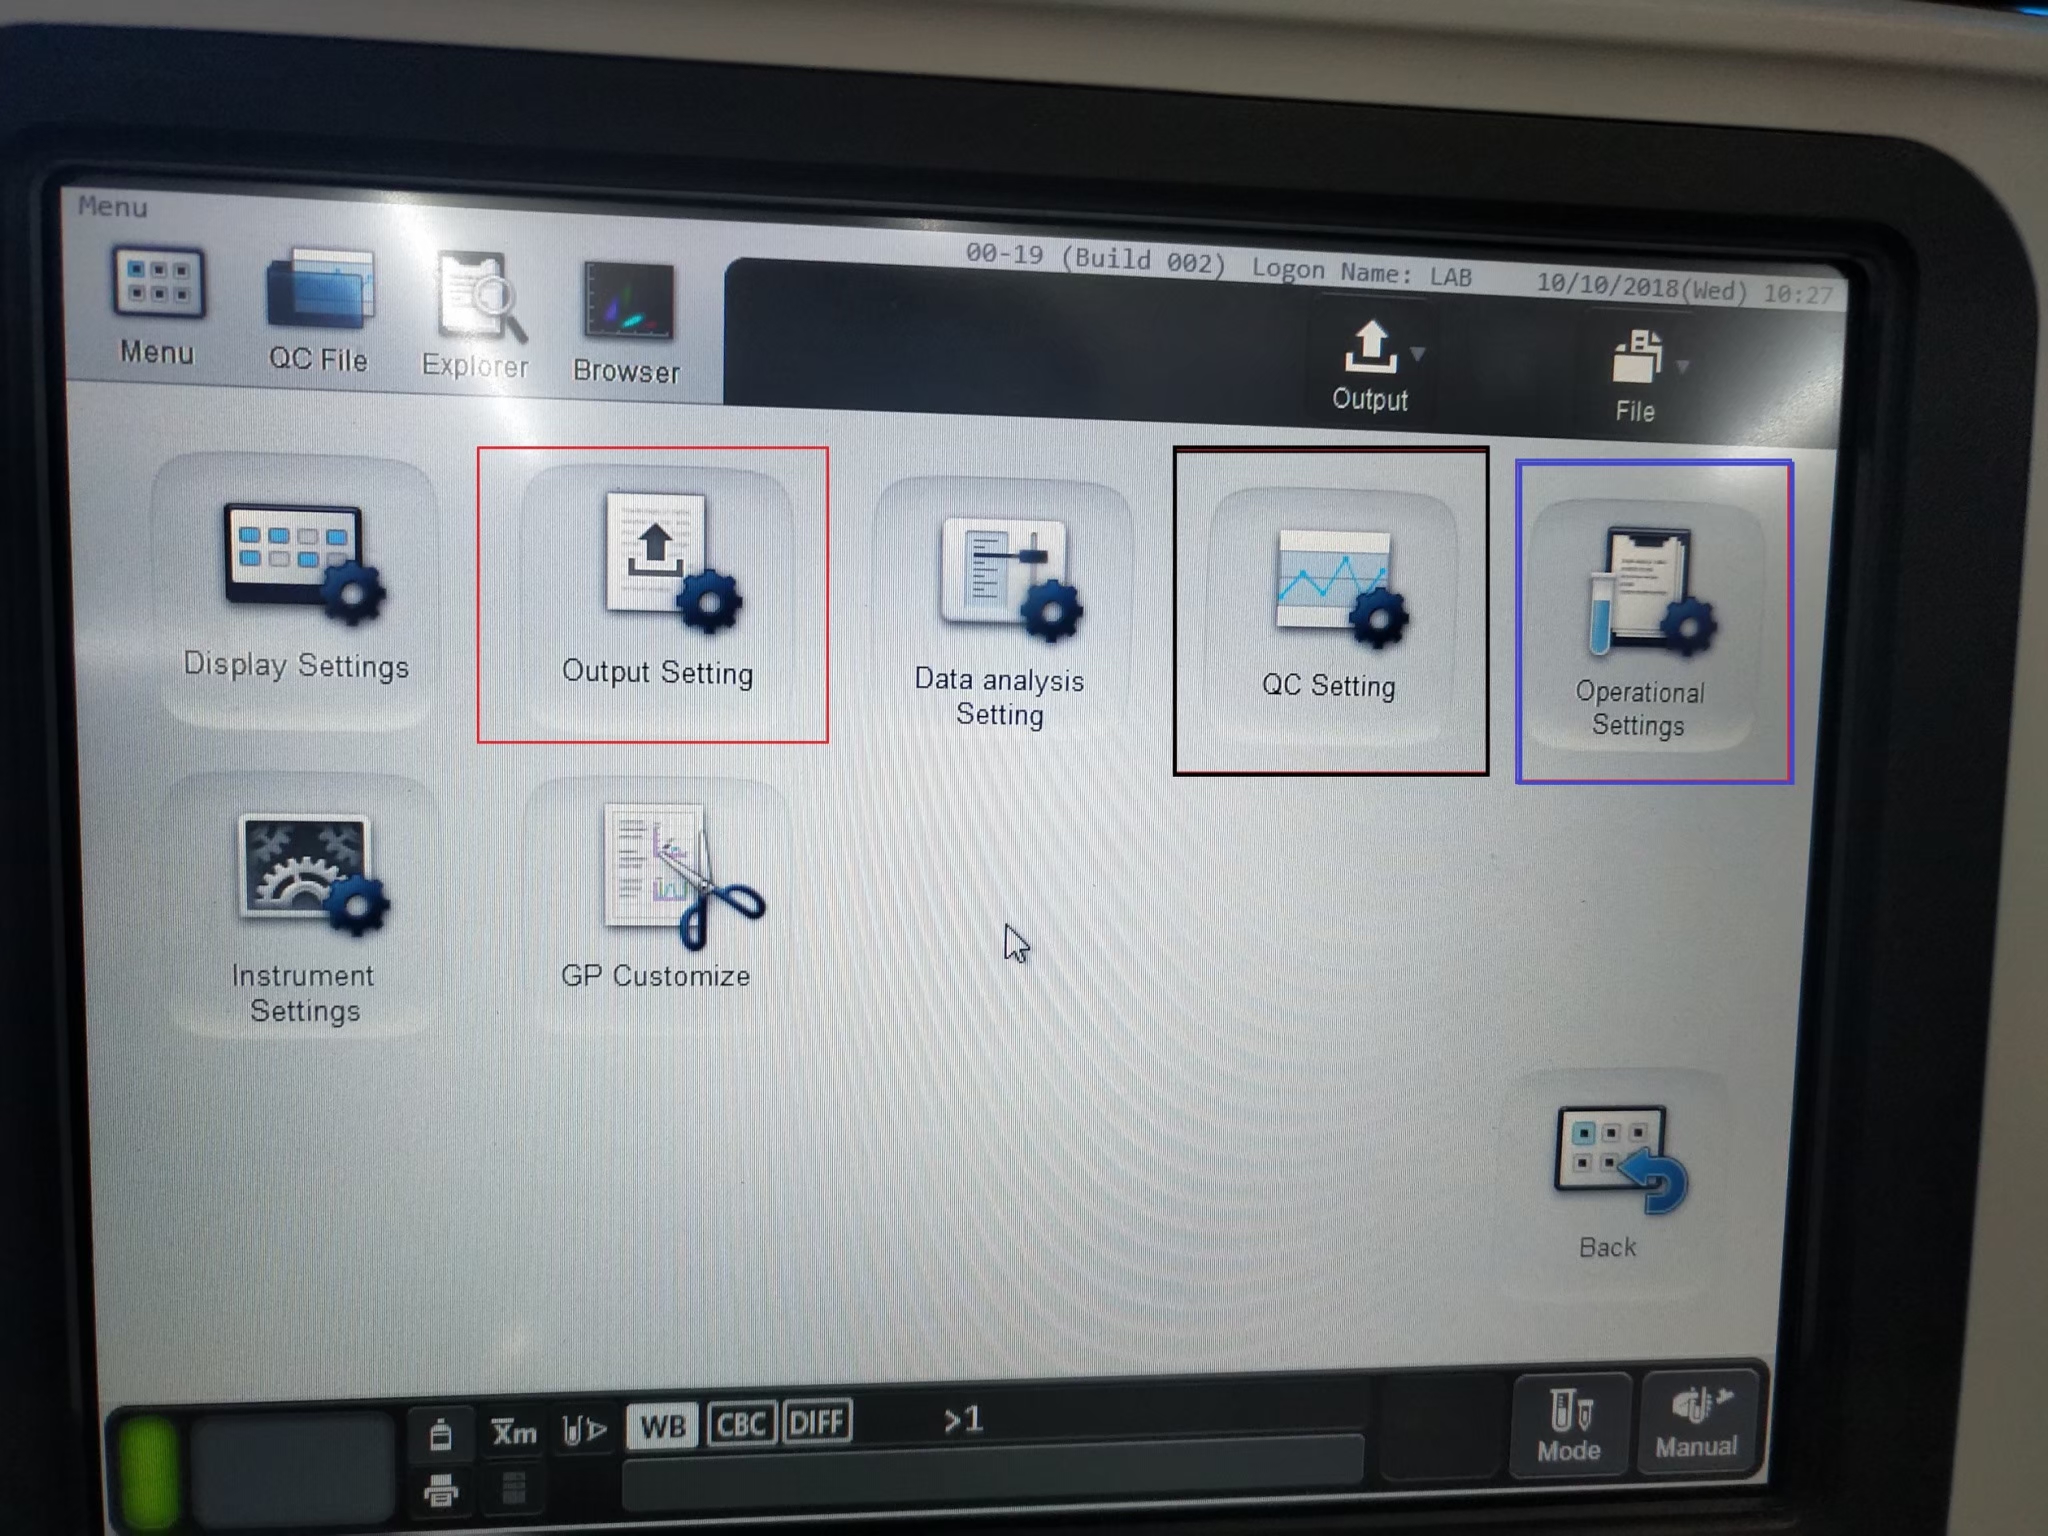 Menu
00-19 (Build 002) Logon Name: LAB 10/10/2018(Wed) 10:27
Menu
QC File
Explorer
Browser
Output
File
Display Settings
Output Setting
Data analysis
Setting
QC Setting
Operational
Settings
Instrument
Settings
GP Customize
Back
Xm
WB
CBC
DIFF
>1
Mode
Manual